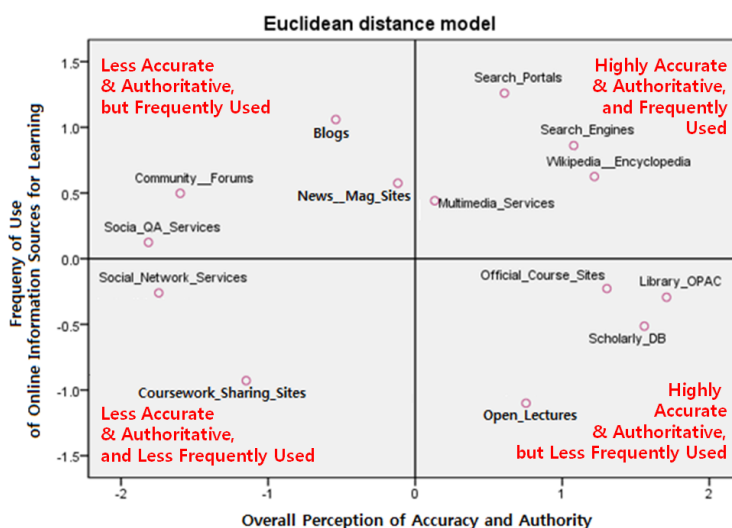 Euclidean distance model
Less Accurate
& Authoritative,
but Frequently Used
Highly Accurate
& Authoritative,
and Frequently
Used
Search_Portals
Blogs
Search_Engines
Wikipedia__Encyclopedia
Community__Forums
News__Mag_Sites
Multimedia_Services
Socia_QA_Services
Social_Network_Services
Official_Course_Sites
Library_OPAC
Scholarly_DB
Coursework_Sharing_Sites
Open_Lectures
Less Accurate
& Authoritative,
and Less Frequently Used
Highly
Accurate
& Authoritative,
but Less Frequently Used
1.5
1.0
0.5
0.0
-0.5
-1.0
-1.5
-2
-1
0
1
2
Frequeny of Use
of Online Information Sources for Learning
Overall Perception of Accuracy and Authority